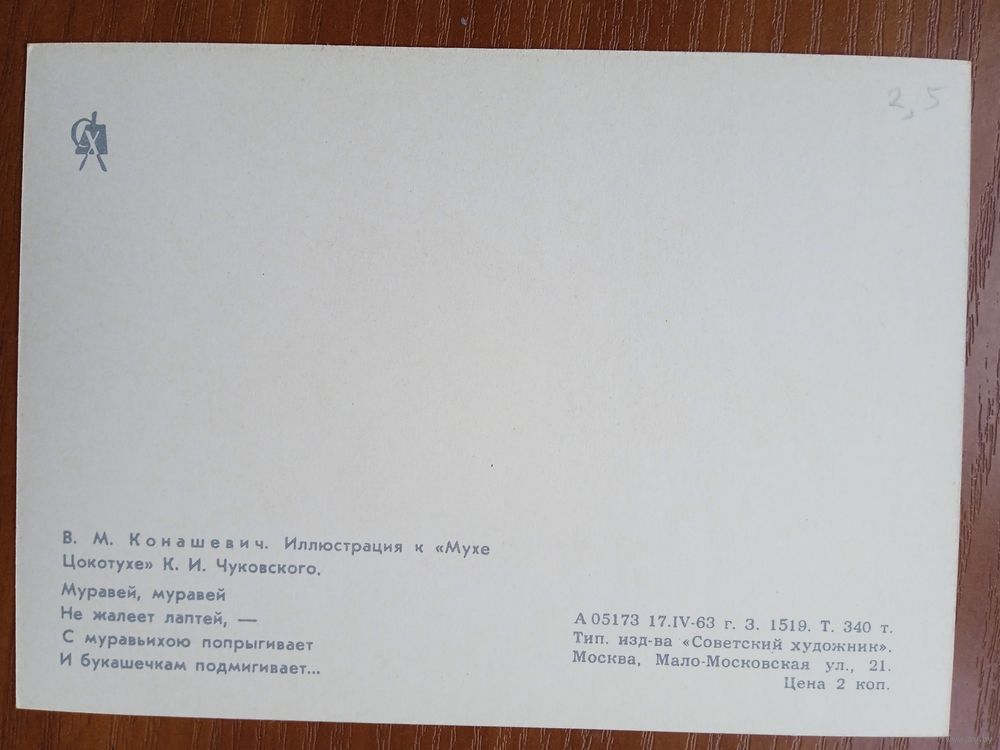 2,5
СХ
В. М. Конашевич. Иллюстрация к «Мухе
Цокотухе» К. И. Чуковского.
Муравей, муравей
Не жалеет лаптей, —
С муравьихою попрыгивает
И букашечкам подмигивает...
А 05173 17.IV-63 г. З. 1519. Т. 340 т.
Тип. изд-ва «Советский художник».
Москва, Мало-Московская ул., 21.
Цена 2 коп.